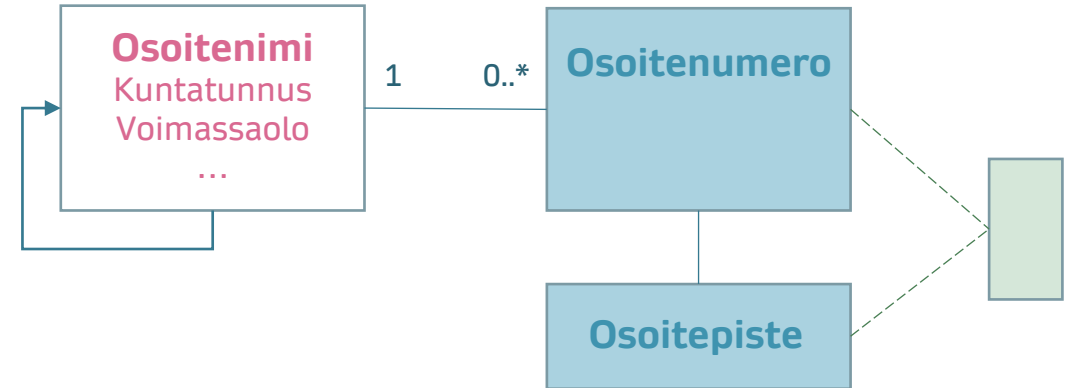 Osoitenimi
Kuntatunnus
Voimassaolo
...
1
0..*
Osoitenumero
Osoitepiste